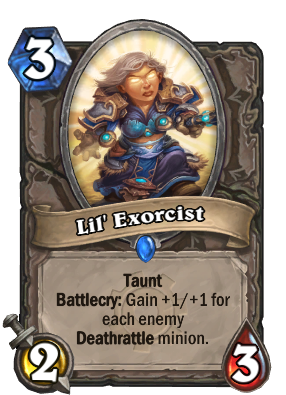 3
Lil' Exorcist
Taunt
Battlecry: Gain +1/+1 for
each enemy
Deathrattle minion.
2
3